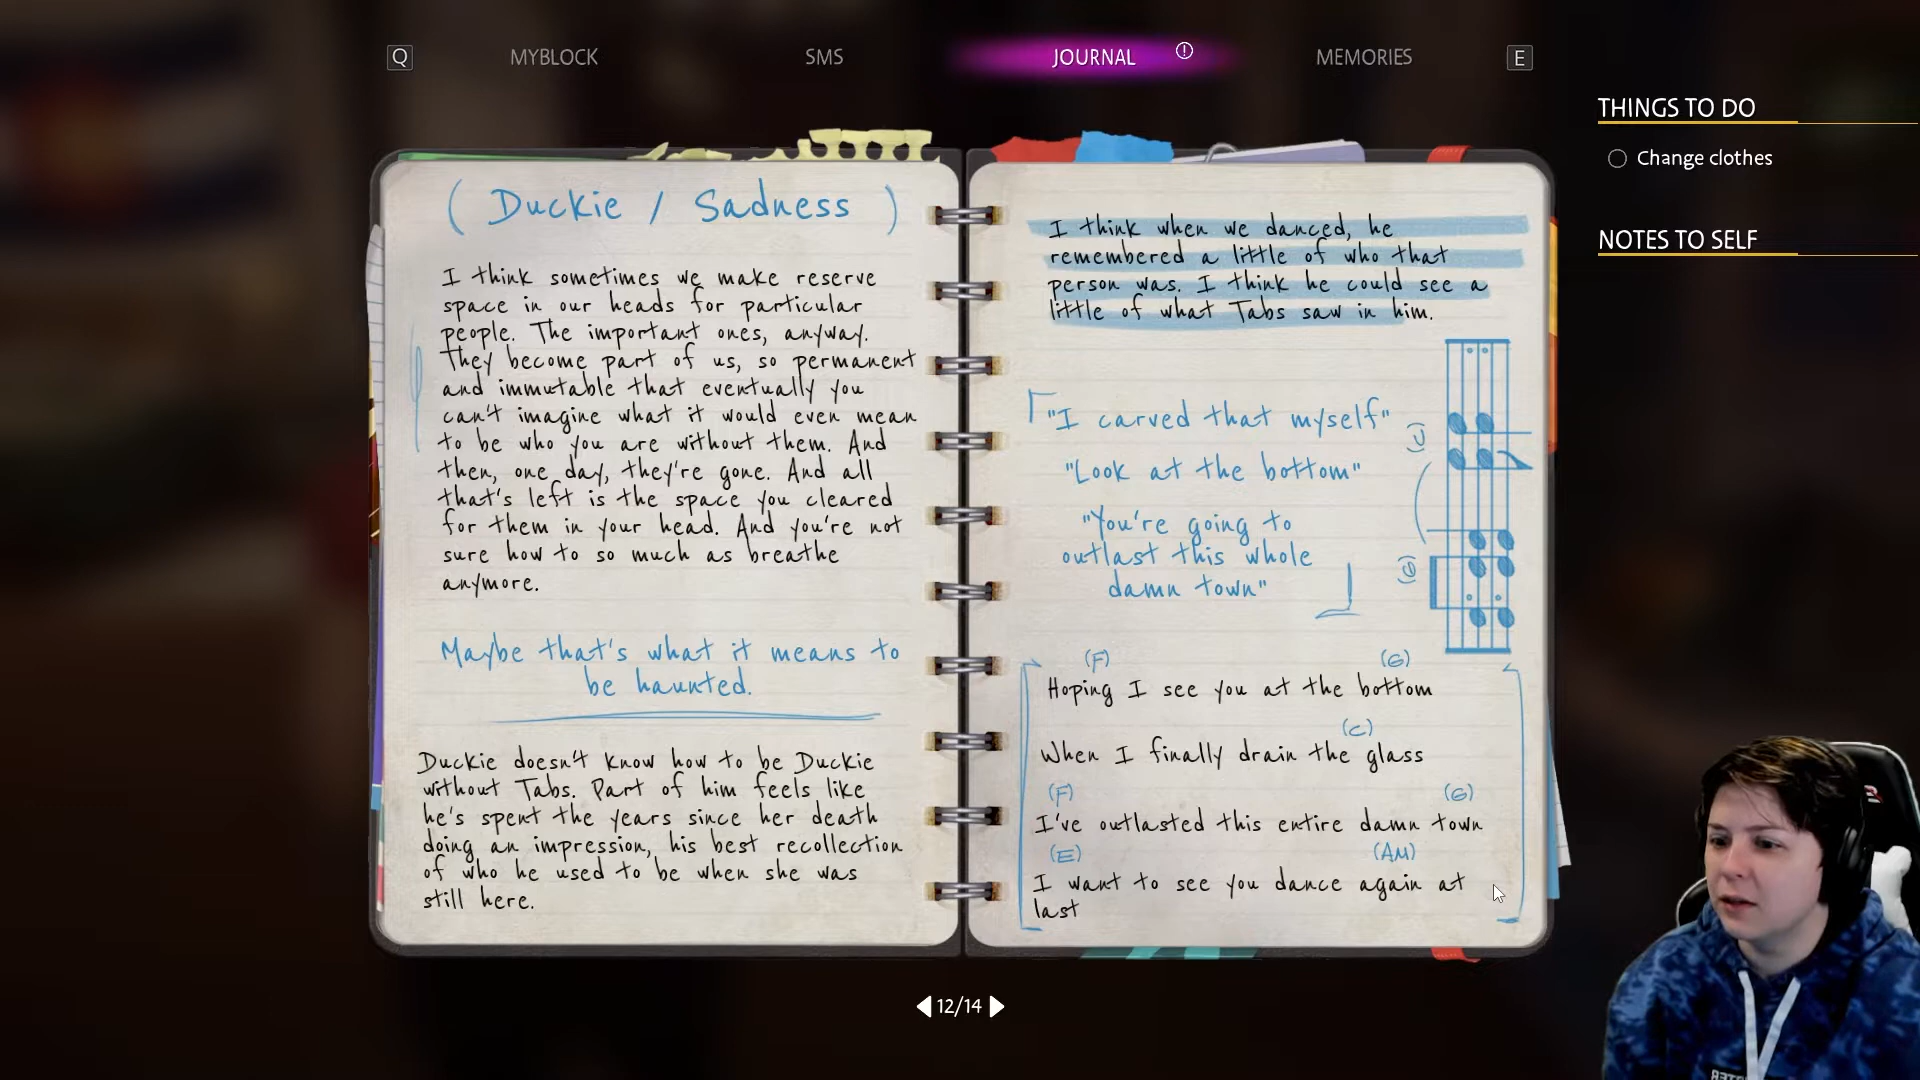 Q
MYBLOCK
SMS
JOURNAL
MEMORIES
E
THINGS TO DO
Change clothes
NOTES TO SELF
( Duckie / Sadness )
I think sometimes we make reserve
space in our heads for particular
people. The important ones, anyway.
They become part of us, so permanent
and immutable that eventually you
can't imagine what it would even mean
to be who you are without them. And
then, one day, they're gone. And all
that's left is the space you cleared
for them in your head. And you're not
sure how to so much as breathe
anymore.
Maybe that's what it means to
be haunted.
Duckie doesn't know how to be Duckie
without Tabs. Part of him feels like
he's spent the years since her death
doing an impression, his best recollection
of who he used to be when she was
still here.
I think when we danced, he
remembered a little of who that
person was. I think he could see a
little of what Tabs saw in him.
"I carved that myself"
"Look at the bottom"
"You're going to
outlast this whole
damn town"
(F) (G)
Hoping I see you at the bottom
(C)
When I finally drain the glass
(F) (G)
I've outlasted this entire damn town
(E) (AM)
I want to see you dance again at
last
12/14